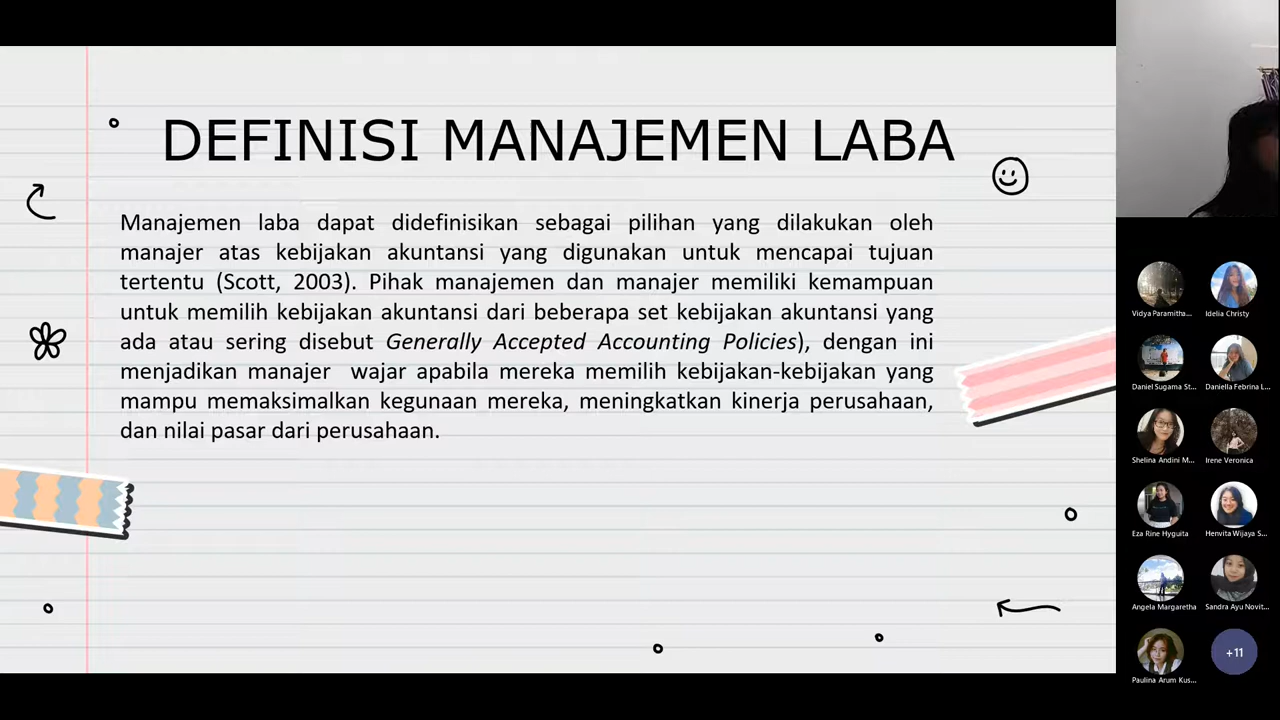 DEFINISI MANAJEMEN LABA
Manajemen laba dapat didefinisikan sebagai pilihan yang dilakukan oleh
manajer atas kebijakan akuntansi yang digunakan untuk mencapai tujuan
tertentu (Scott, 2003). Pihak manajemen dan manajer memiliki kemampuan
untuk memilih kebijakan akuntansi dari beberapa set kebijakan akuntansi yang
ada atau sering disebut Generally Accepted Accounting Policies), dengan ini
menjadikan manajer wajar apabila mereka memilih kebijakan-kebijakan yang
mampu memaksimalkan kegunaan mereka, meningkatkan kinerja perusahaan,
dan nilai pasar dari perusahaan.
Vidya Paramitha...
Idelia Christy
Daniel Sugama St...
Daniella Febrina L...
Shelina Andini M...
Irene Veronica
Eza Rine Hyguita
Henvita Wijaya S...
Angela Margaretha
Sandra Ayu Novit...
Paulina Arum Kus...
+11